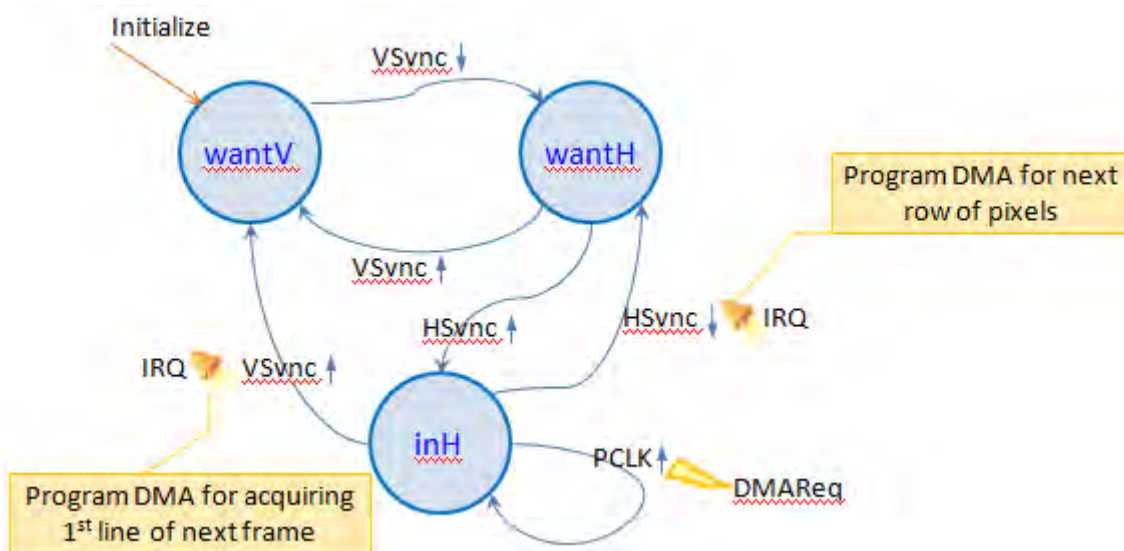 Initialize
VSvnc
wantV
wantH
Program DMA for next
row of pixels
VSvnc
HSvnc
HSvnc
IRQ
IRQ
VSvnc
inH
PCLK
DMAReq
Program DMA for acquiring
1st line of next frame